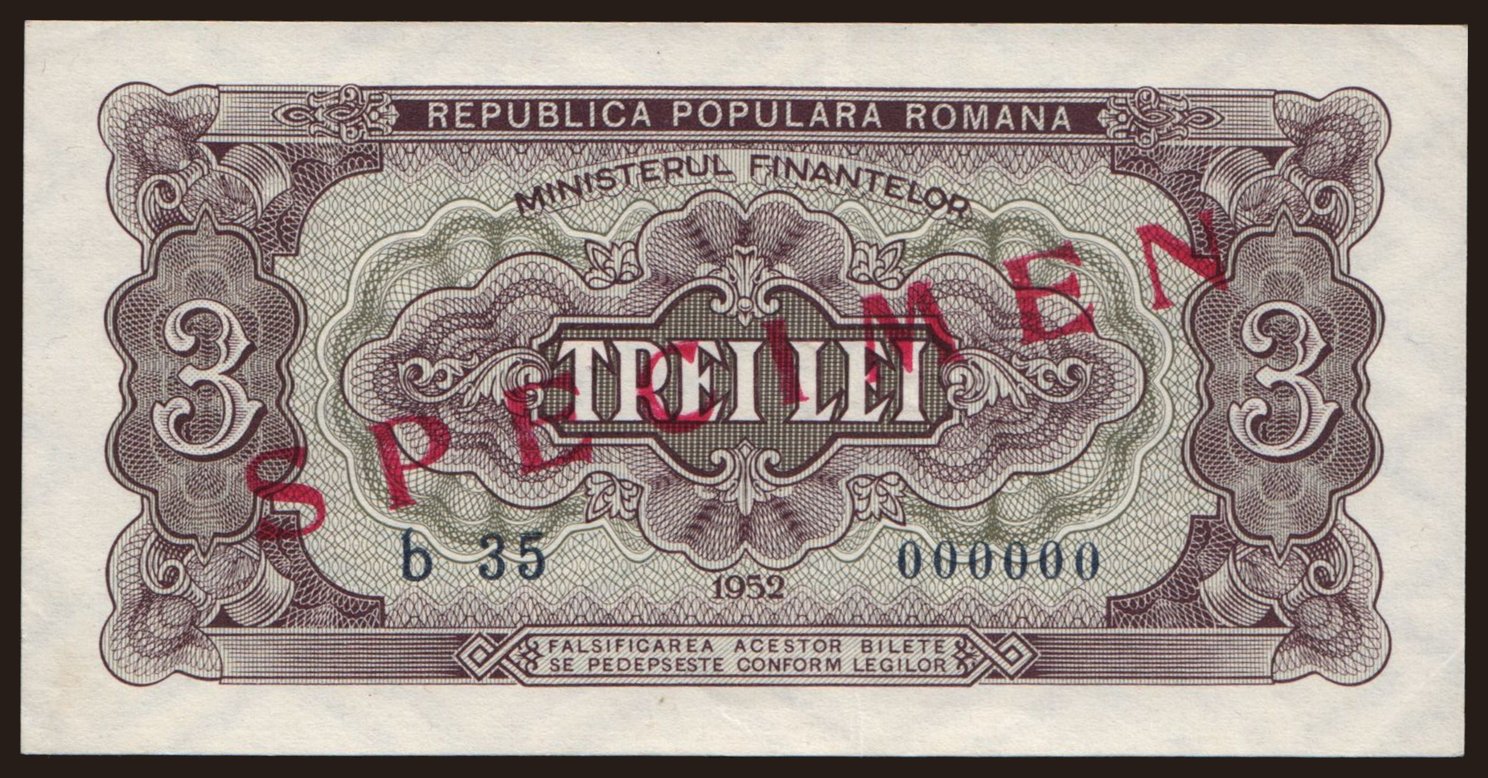 REPUBLICA POPULARA ROMANA
MINISTERUL FINANTELOR
3
TREI LEI
3
SPECIMEN
b 35
000000
1952
FALSIFICAREA ACESTOR BILETE
SE PEDEPSESTE CONFORM LEGILOR